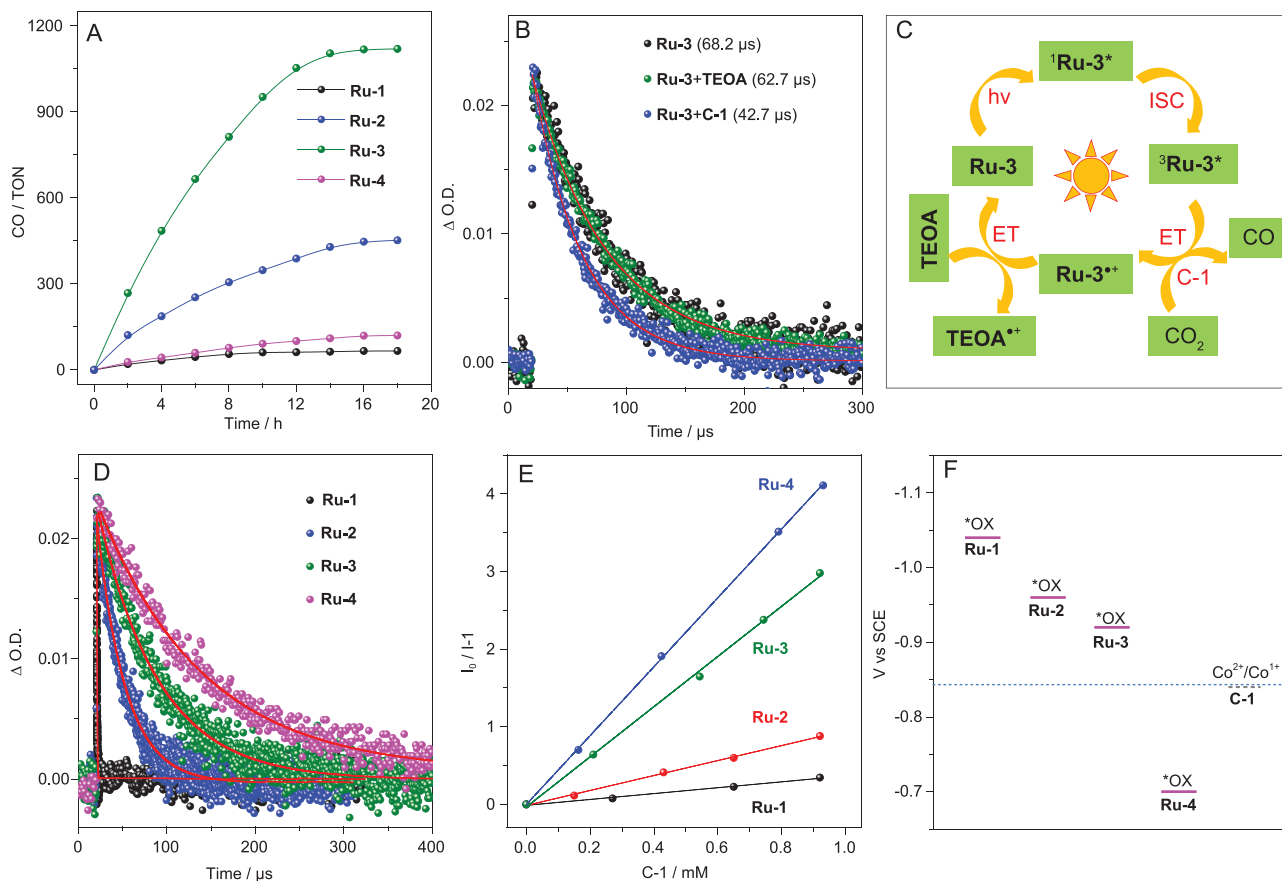 A
1200
900
600
300
0
CO / TON
Ru-1
Ru-2
Ru-3
Ru-4
0 4 8 12 16 20
Time / h
B
0.02
0.01
0.00
Δ O.D.
Ru-3 (68.2 µs)
Ru-3+TEOA (62.7 µs)
Ru-3+C-1 (42.7 µs)
0 100 200 300
Time / µs
C
¹Ru-3*
hν
ISC
Ru-3
³Ru-3*
TEOA
ET
ET
CO
Ru-3•+
C-1
TEOA•+
CO₂
D
0.02
0.01
0.00
Δ O.D.
Ru-1
Ru-2
Ru-3
Ru-4
0 100 200 300 400
Time / µs
E
4
3
2
1
0
I₀ / I-1
Ru-4
Ru-3
Ru-2
Ru-1
0.0 0.2 0.4 0.6 0.8 1.0
C-1 / mM
F
-1.1
-1.0
-0.9
-0.8
-0.7
V vs SCE
*OX
Ru-1
*OX
Ru-2
*OX
Ru-3
Co²⁺/Co¹⁺
C-1
*OX
Ru-4